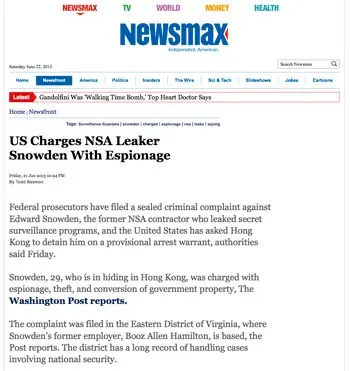 NEWSMAX TV WORLD MONEY HEALTH
Newsmax
Independent. American.
Saturday June 22, 2013
Search Newsmax
Home Newsfront America Politics Insiders The Wire Sci & Tech Slideshows Jokes Cartoons
Latest Gandolfini Was 'Walking Time Bomb,' Top Heart Doctor Says
Home / Newsfront
Tags: Surveillance Scandals | snowden | charged | espionage | nsa | leaks | spying
US Charges NSA Leaker
Snowden With Espionage
Friday, 21 Jun 2013 10:04 PM
By Todd Beamon
Federal prosecutors have filed a sealed criminal complaint against
Edward Snowden, the former NSA contractor who leaked secret
surveillance programs, and the United States has asked Hong
Kong to detain him on a provisional arrest warrant, authorities
said Friday.
Snowden, 29, who is in hiding in Hong Kong, was charged with
espionage, theft, and conversion of government property, The
Washington Post reports.
The complaint was filed in the Eastern District of Virginia, where
Snowden's former employer, Booz Allen Hamilton, is based, the
Post reports. The district has a long record of handling cases
involving national security.